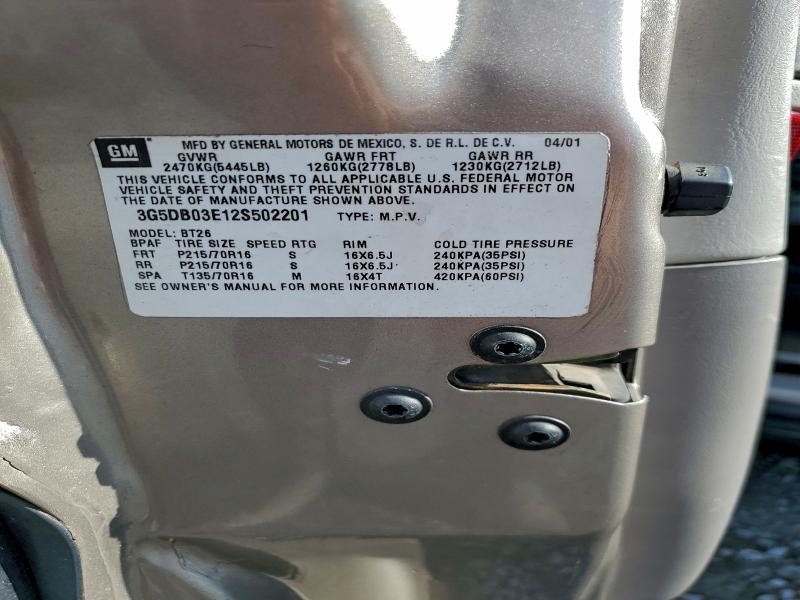 GM MFD BY GENERAL MOTORS DE MEXICO, S. DE R.L. DE C.V. 04/01
GVWR GAWR FRT GAWR RR
2470KG(5445LB) 1260KG(2778LB) 1230KG(2712LB)
THIS VEHICLE CONFORMS TO ALL APPLICABLE U.S. FEDERAL MOTOR
VEHICLE SAFETY AND THEFT PREVENTION STANDARDS IN EFFECT ON
THE DATE OF MANUFACTURE SHOWN ABOVE.
3G5DB03E12S502201 TYPE: M.P.V.
MODEL: BT26
BPAF TIRE SIZE SPEED RTG RIM COLD TIRE PRESSURE
FRT P215/70R16 S 16X6.5J 240KPA(35PSI)
RR P215/70R16 S 16X6.5J 240KPA(35PSI)
SPA T135/70R16 M 16X4T 420KPA(60PSI)
SEE OWNER'S MANUAL FOR MORE INFORMATION.